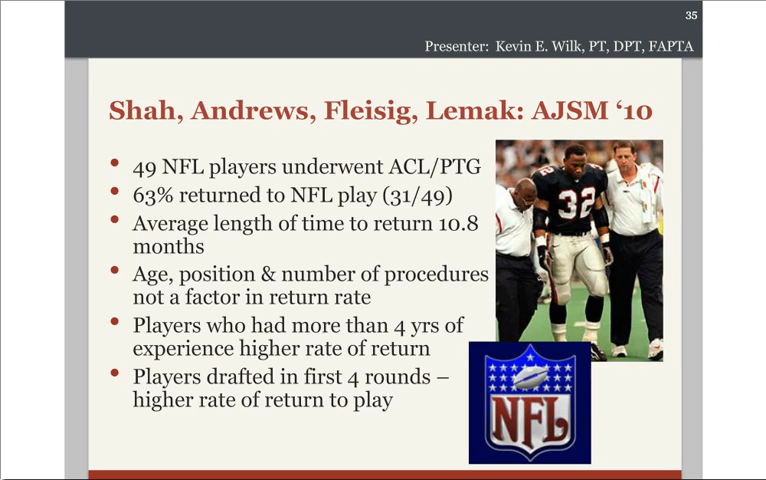 35
Presenter: Kevin E. Wilk, PT, DPT, FAPTA
Shah, Andrews, Fleisig, Lemak: AJSM ‘10
• 49 NFL players underwent ACL/PTG
• 63% returned to NFL play (31/49)
• Average length of time to return 10.8
months
• Age, position & number of procedures
not a factor in return rate
• Players who had more than 4 yrs of
experience higher rate of return
• Players drafted in first 4 rounds –
higher rate of return to play
32
NFL